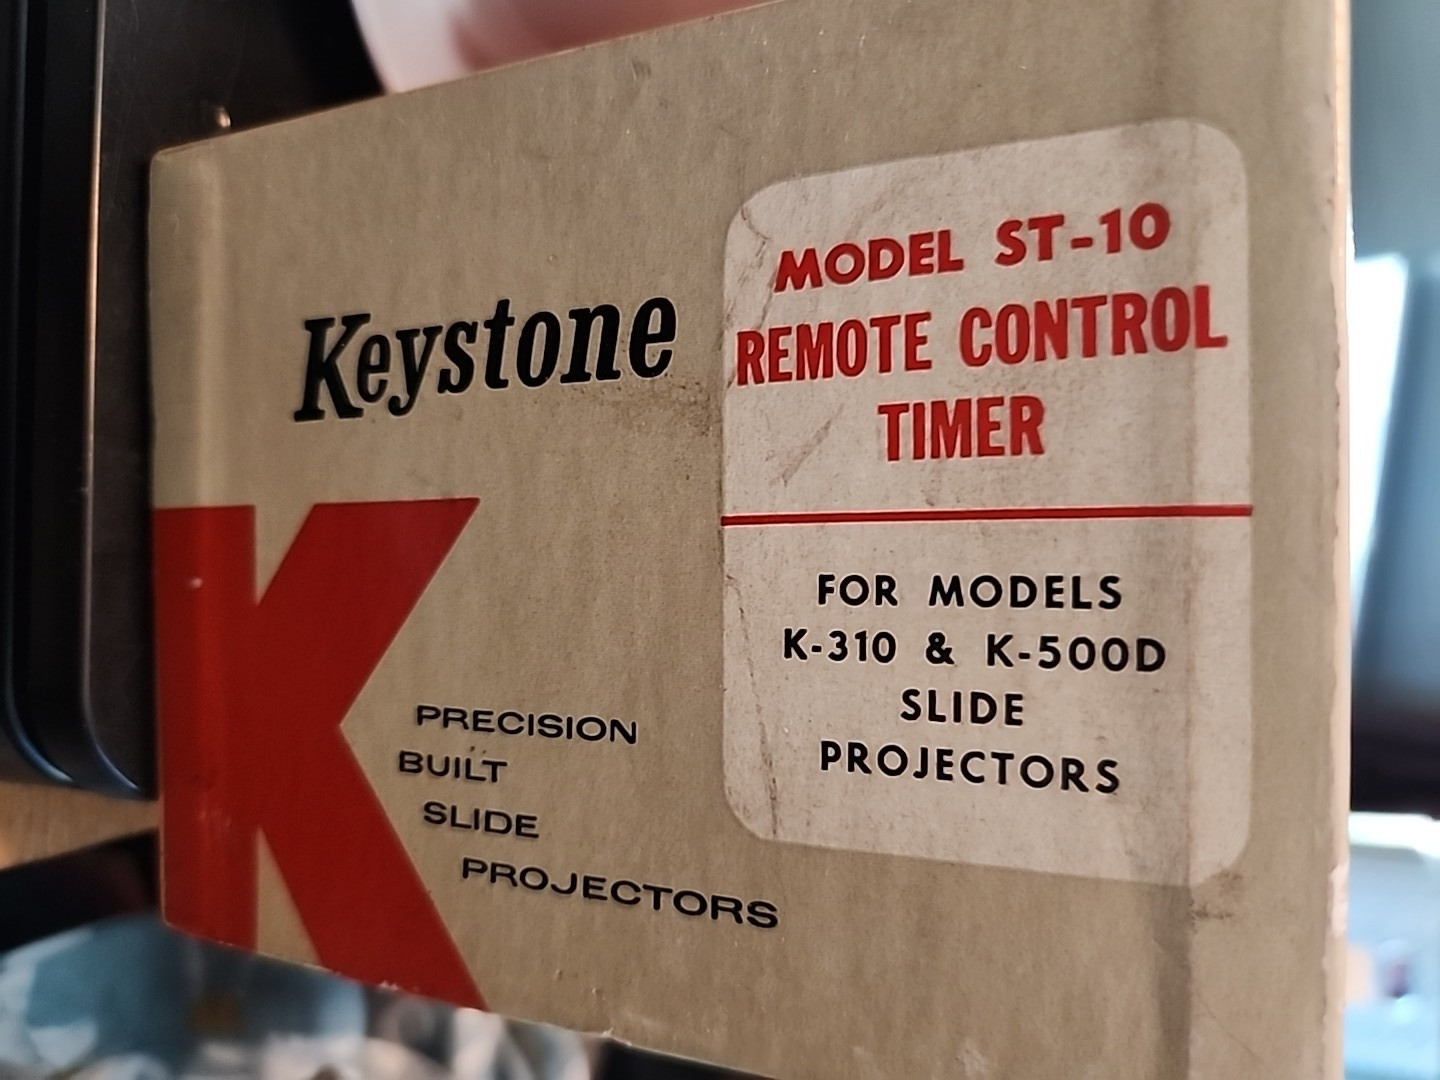 Keystone
K
PRECISION
BUILT
SLIDE
PROJECTORS
MODEL ST-10
REMOTE CONTROL
TIMER
FOR MODELS
K-310 & K-500D
SLIDE
PROJECTORS